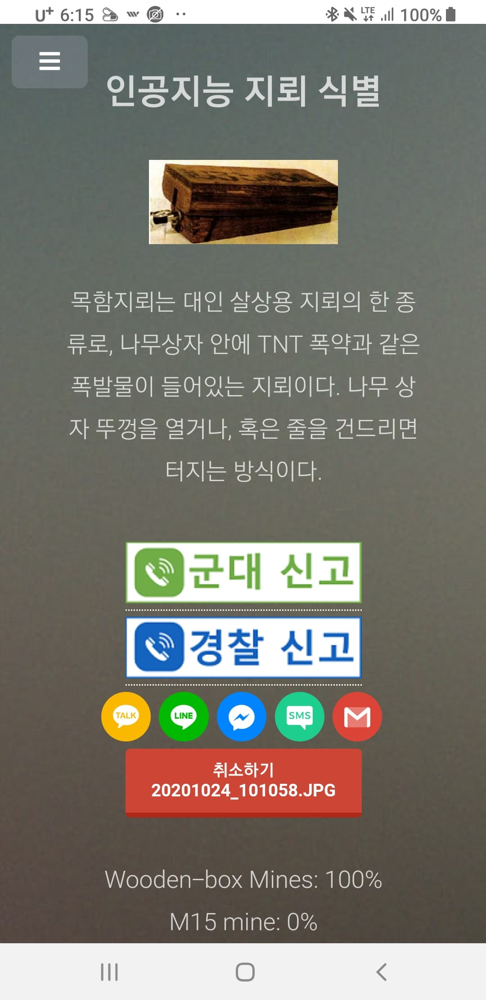 U+ 6:15 LTE 100%
인공지능 지뢰 식별
목함지뢰는 대인 살상용 지뢰의 한 종
류로, 나무상자 안에 TNT 폭약과 같은
폭발물이 들어있는 지뢰이다. 나무 상
자 뚜껑을 열거나, 혹은 줄을 건드리면
터지는 방식이다.
군대 신고
경찰 신고
TALK LINE SMS
취소하기
20201024_101058.JPG
Wooden-box Mines: 100%
M15 mine: 0%